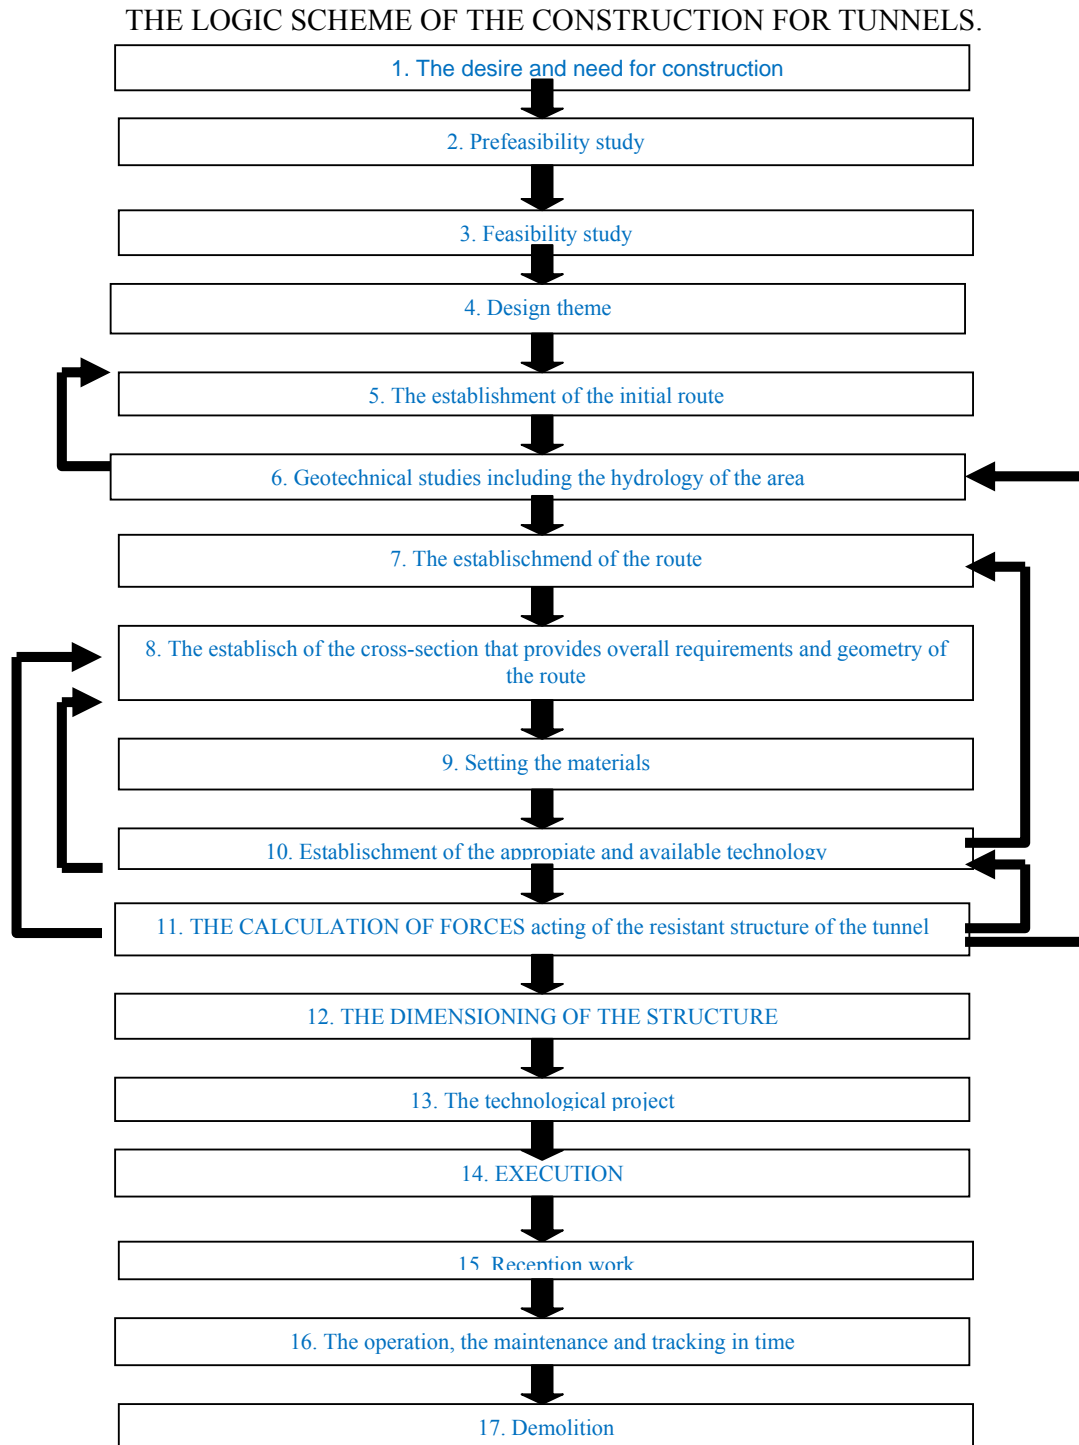 THE LOGIC SCHEME OF THE CONSTRUCTION FOR TUNNELS.
1. The desire and need for construction
2. Prefeasibility study
3. Feasibility study
4. Design theme
5. The establishment of the initial route
6. Geotechnical studies including the hydrology of the area
7. The establischmend of the route
8. The establisch of the cross-section that provides overall requirements and geometry of
the route
9. Setting the materials
10. Establischment of the appropiate and available technology
11. THE CALCULATION OF FORCES acting of the resistant structure of the tunnel
12. THE DIMENSIONING OF THE STRUCTURE
13. The technological project
14. EXECUTION
15. Reception work
16. The operation, the maintenance and tracking in time
17. Demolition